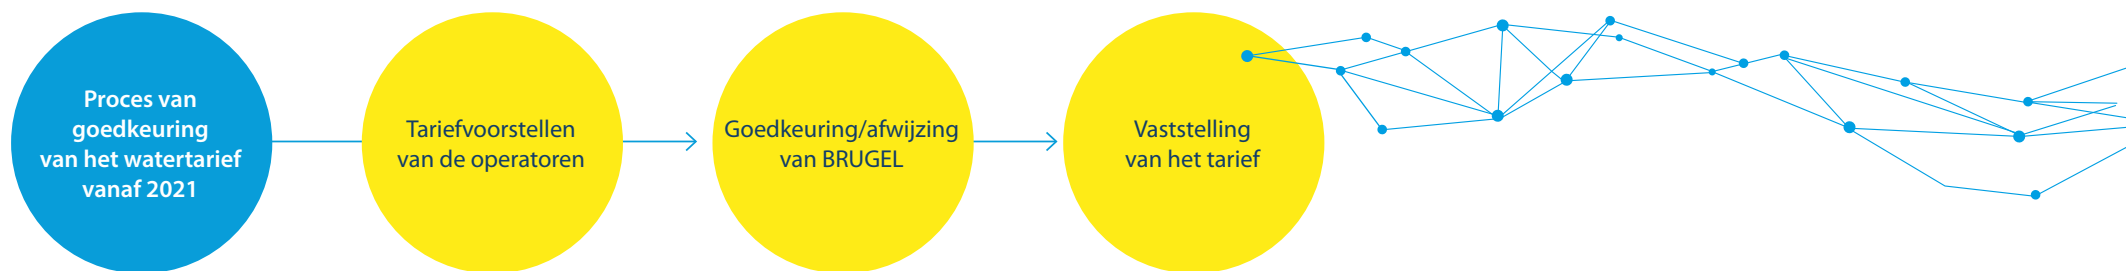 Proces van
goedkeuring
van het watertarief
vanaf 2021
Tariefvoorstellen
van de operatoren
Goedkeuring/afwijzing
van BRUGEL
Vaststelling
van het tarief